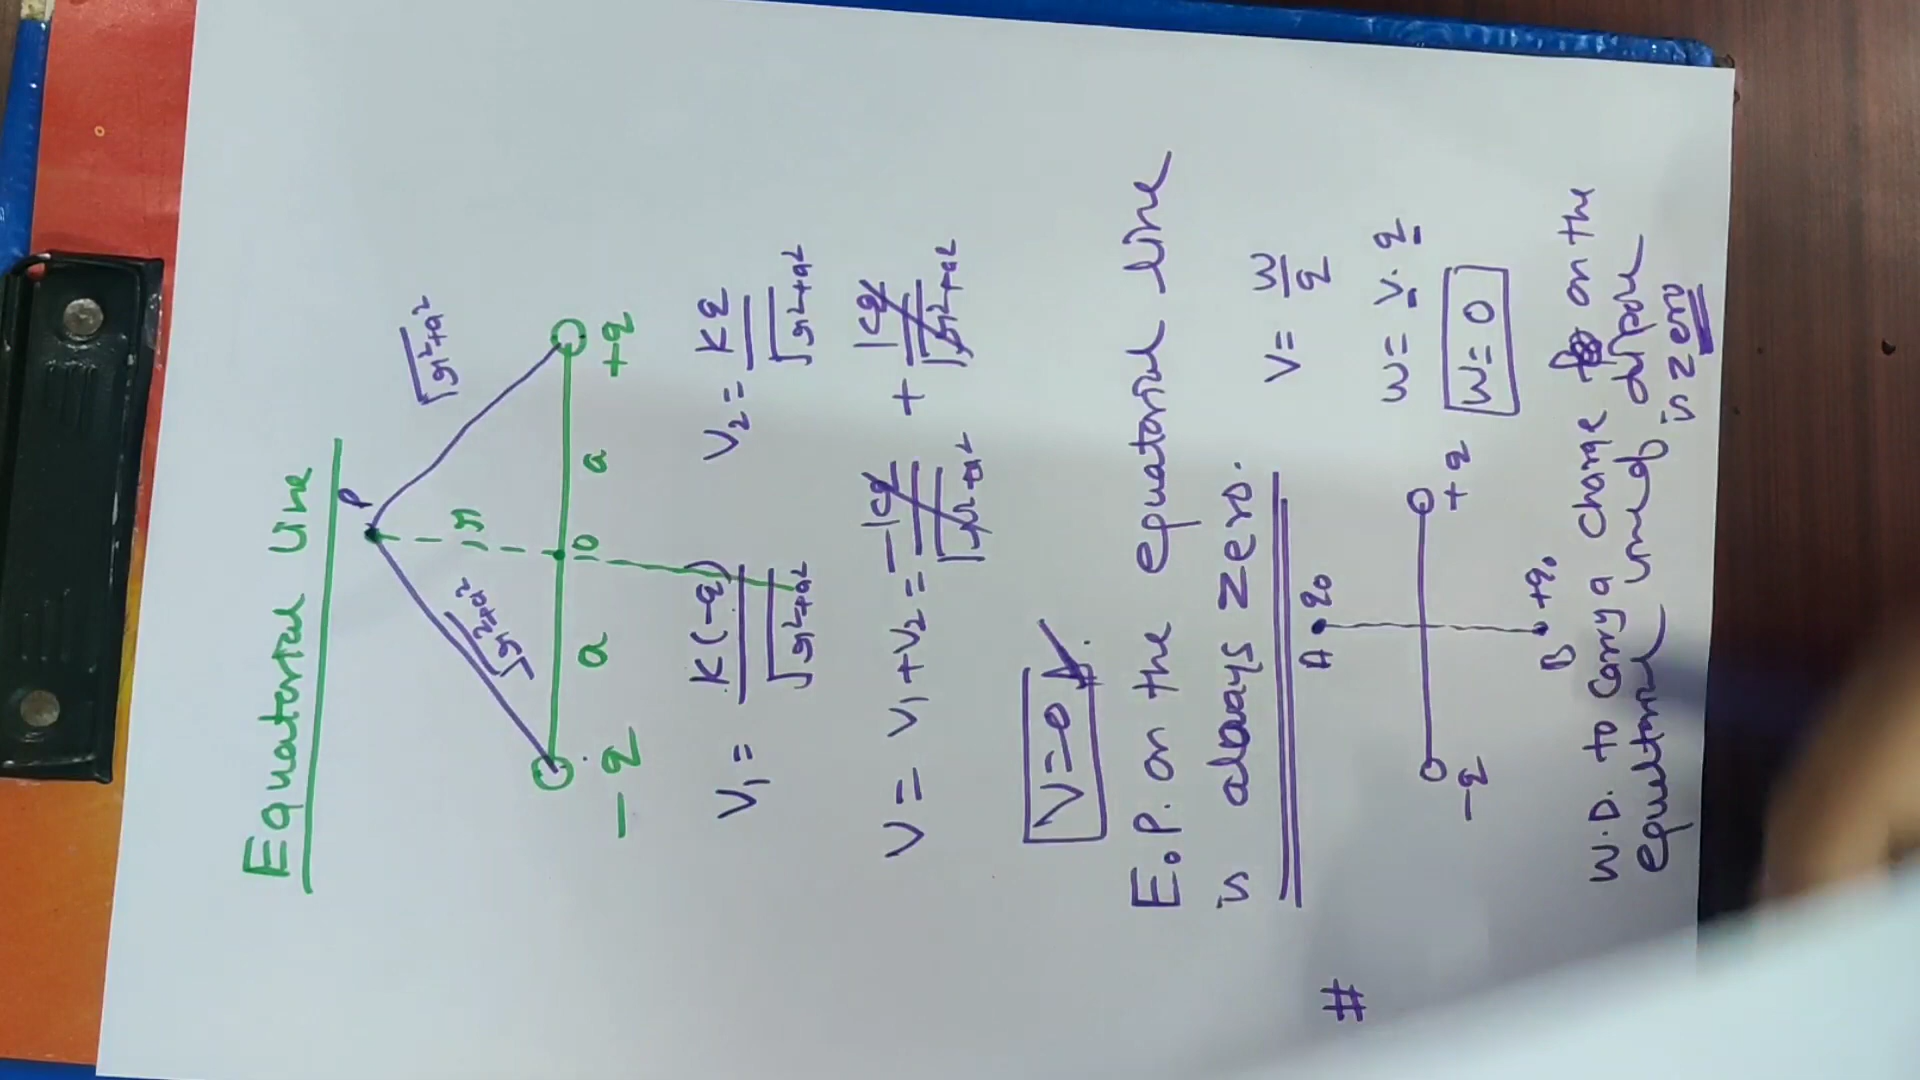 Equatorial Line
P
√r²+a²
√r²+a²
r
-q
a
O
a
+q
V₁ = K(-q)/√r²+a²
V₂ = Kq/√r²+a²
V = V₁+V₂ = -Kq/√r²+a² + Kq/√r²+a²
V=0
E.P. on the equatorial line
is always zero.
#
A
q₀
-q
+q
B
+q₀
V = W/q
W = V.q
W = 0
W.D. to carry a charge on the
equatorial line of dipole
is zero